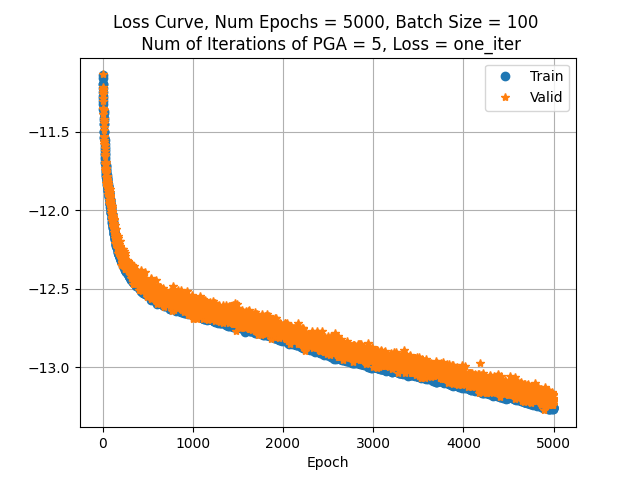 Loss Curve, Num Epochs = 5000, Batch Size = 100
Num of Iterations of PGA = 5, Loss = one_iter
Train
Valid
−11.5
−12.0
−12.5
−13.0
0 1000 2000 3000 4000 5000
Epoch